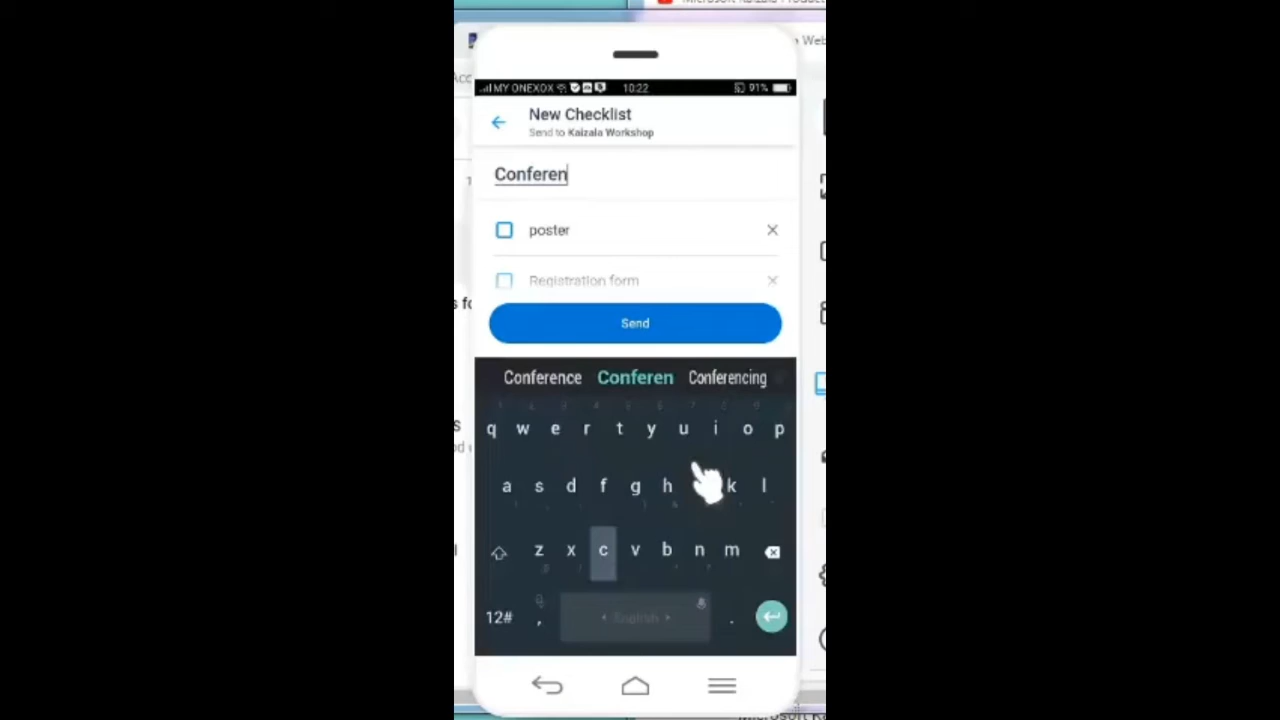 MY ONEXOX 10:22 91%
New Checklist
Send to Kaizala Workshop
Conferen
poster
Registration form
Send
Conference Conferen Conferencing
q w e r t y u i o p
a s d f g h k l
z x c v b n m
12# , English .